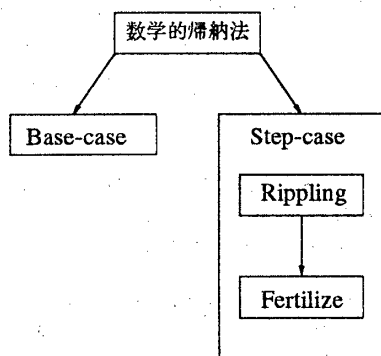 数学的帰納法
Base-case
Step-case
Rippling
Fertilize